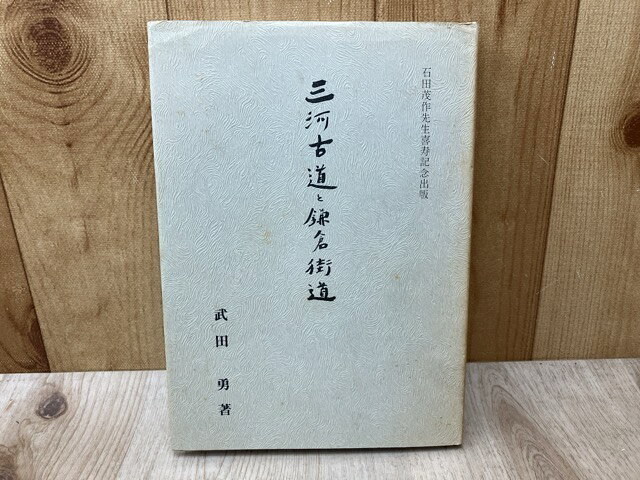 石田茂作先生喜寿記念出版
三河古道と鎌倉街道
武田勇著